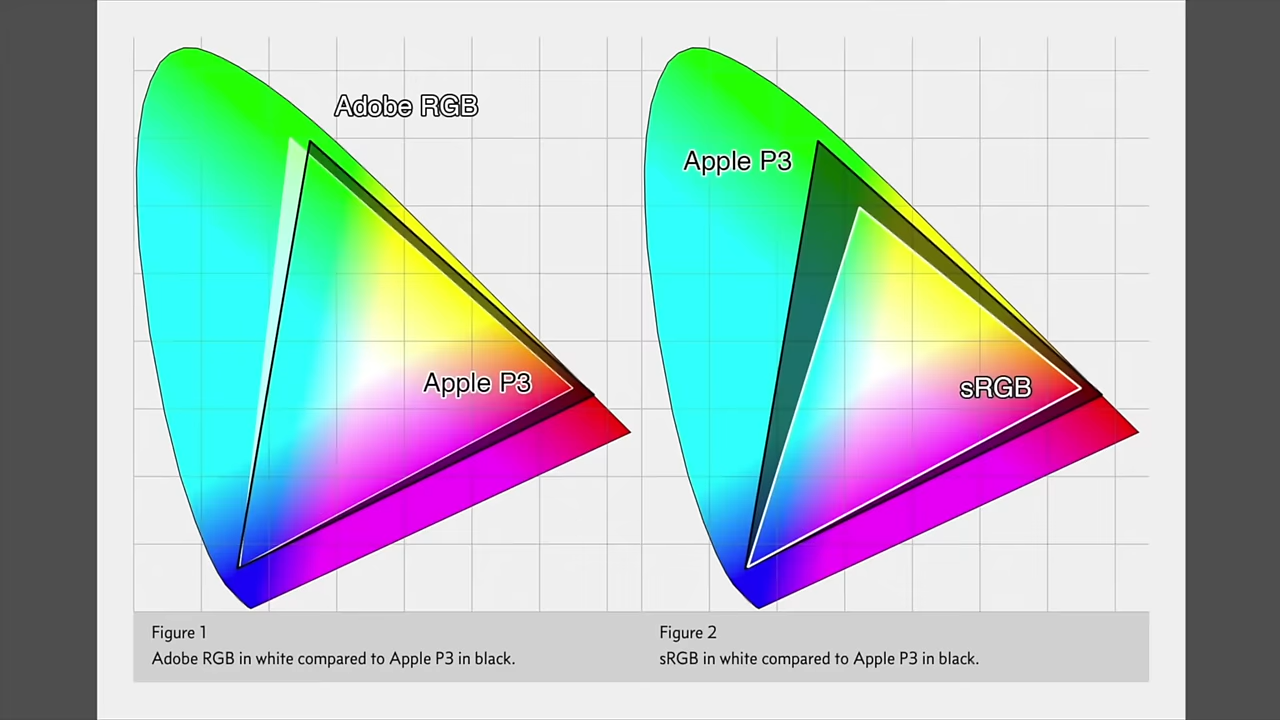 Adobe RGB
Apple P3
Apple P3
sRGB
Figure 1
Adobe RGB in white compared to Apple P3 in black.
Figure 2
sRGB in white compared to Apple P3 in black.